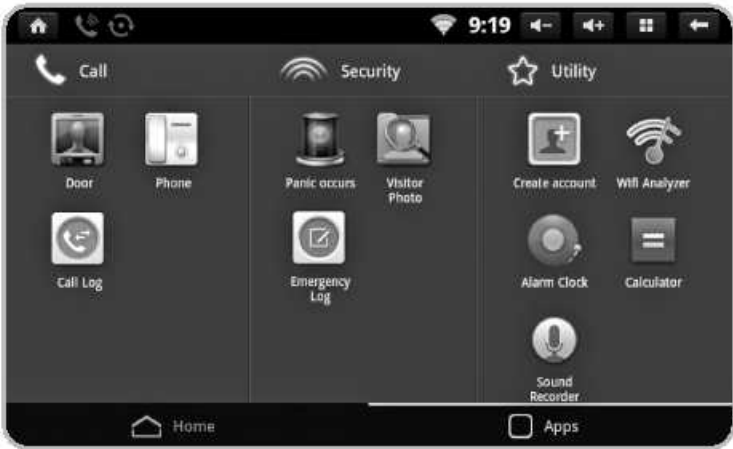 9:19
Call
Security
Utility
Door
Phone
Panic occurs
Visitor
Photo
Create account
Wifi Analyzer
Call Log
Emergency
Log
Alarm Clock
Calculator
Sound
Recorder
Home
Apps